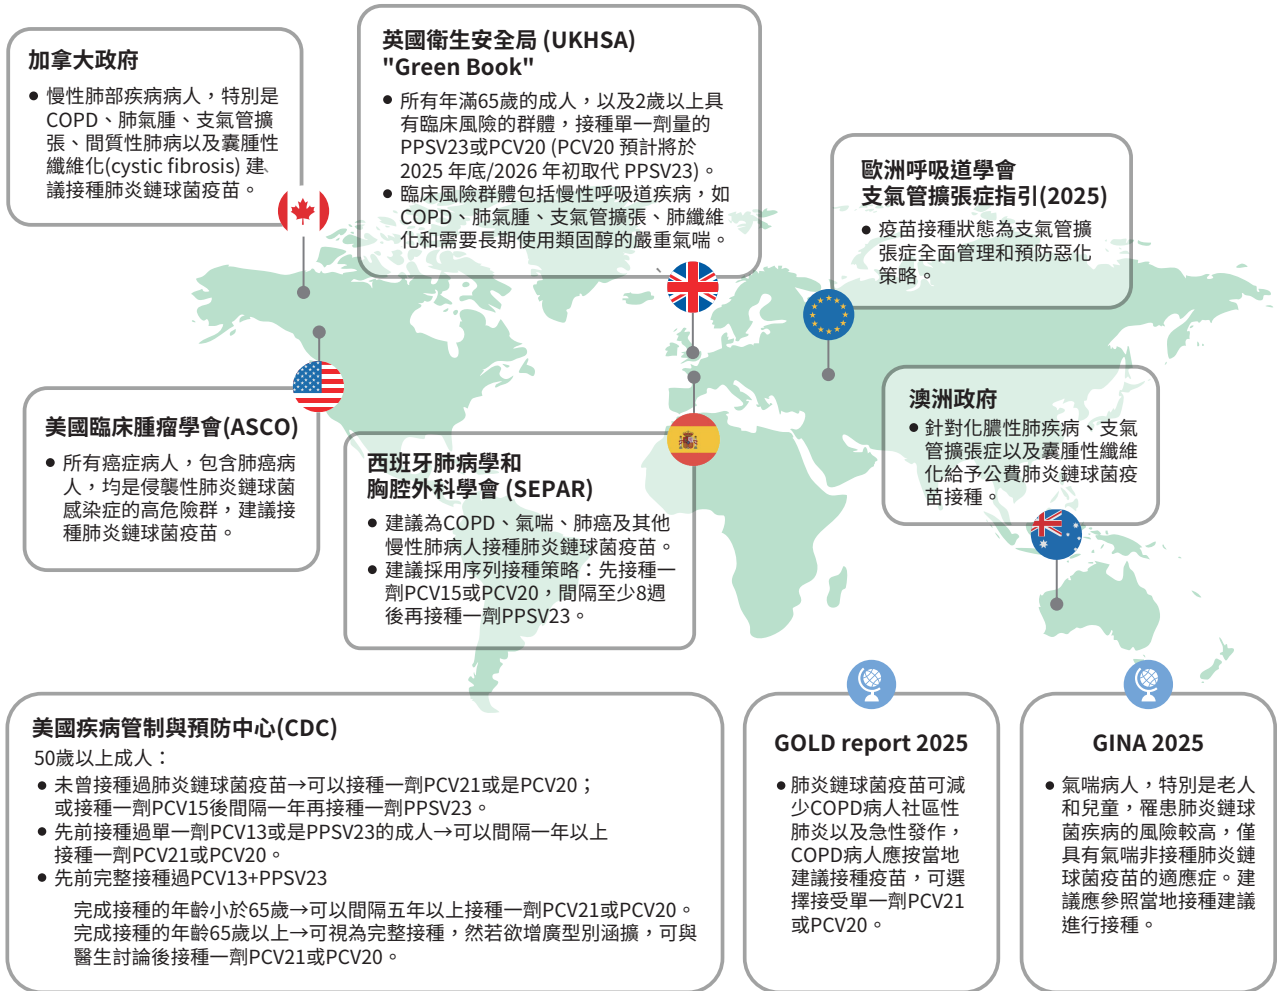 加拿大政府
● 慢性肺部疾病病人，特別是
COPD、肺氣腫、支氣管擴
張、間質性肺病以及囊腫性
纖維化(cystic fibrosis) 建
議接種肺炎鏈球菌疫苗。
英國衛生安全局 (UKHSA)
"Green Book"
● 所有年滿65歲的成人，以及2歲以上具
有臨床風險的群體，接種單一劑量的
PPSV23或PCV20 (PCV20 預計將於
2025 年底/2026 年初取代 PPSV23)。
● 臨床風險群體包括慢性呼吸道疾病，如
COPD、肺氣腫、支氣管擴張、肺纖維
化和需要長期使用類固醇的嚴重氣喘。
歐洲呼吸道學會
支氣管擴張症指引(2025)
● 疫苗接種狀態為支氣管擴
張症全面管理和預防惡化
策略。
美國臨床腫瘤學會(ASCO)
● 所有癌症病人，包含肺癌病
人，均是侵襲性肺炎鏈球菌
感染症的高危險群，建議接
種肺炎鏈球菌疫苗。
西班牙肺病學和
胸腔外科學會 (SEPAR)
● 建議為COPD、氣喘、肺癌及其他
慢性肺病人接種肺炎鏈球菌疫苗。
● 建議採用序列接種策略：先接種一
劑PCV15或PCV20，間隔至少8週
後再接種一劑PPSV23。
澳洲政府
● 針對化膿性肺疾病、支氣
管擴張症以及囊腫性纖維
化給予公費肺炎鏈球菌疫
苗接種。
美國疾病管制與預防中心(CDC)
50歲以上成人：
● 未曾接種過肺炎鏈球菌疫苗→可以接種一劑PCV21或是PCV20；
或接種一劑PCV15後間隔一年再接種一劑PPSV23。
● 先前接種過單一劑PCV13或是PPSV23的成人→可以間隔一年以上
接種一劑PCV21或PCV20。
● 先前完整接種過PCV13+PPSV23
完成接種的年齡小於65歲→可以間隔五年以上接種一劑PCV21或PCV20。
完成接種的年齡65歲以上→可視為完整接種，然若欲增廣型別涵擴，可與
醫生討論後接種一劑PCV21或PCV20。
GOLD report 2025
● 肺炎鏈球菌疫苗可減
少COPD病人社區性
肺炎以及急性發作，
COPD病人應按當地
建議接種疫苗，可選
擇接受單一劑PCV21
或PCV20。
GINA 2025
● 氣喘病人，特別是老人
和兒童，罹患肺炎鏈球
菌疾病的風險較高，僅
具有氣喘非接種肺炎鏈
球菌疫苗的適應症。建
議應參照當地接種建議
進行接種。